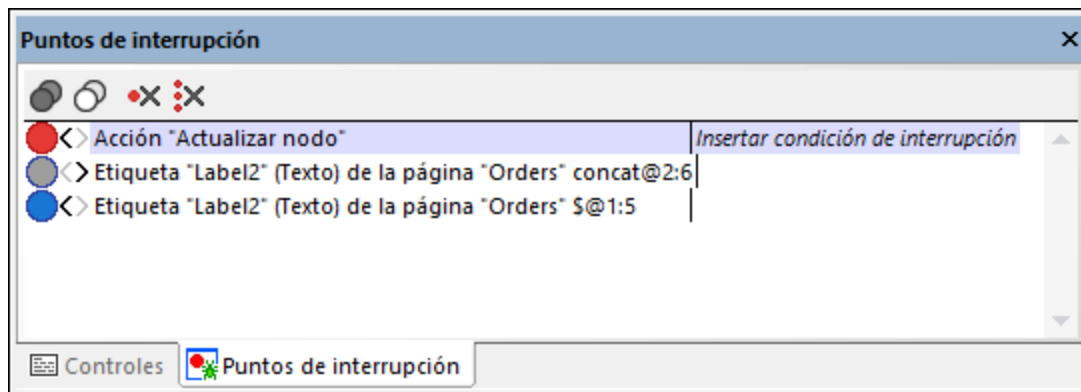 Puntos de interrupción
Acción "Actualizar nodo" Insertar condición de interrupción
Etiqueta "Label2" (Texto) de la página "Orders" concat@2:6
Etiqueta "Label2" (Texto) de la página "Orders" $@1:5
Controles Puntos de interrupción